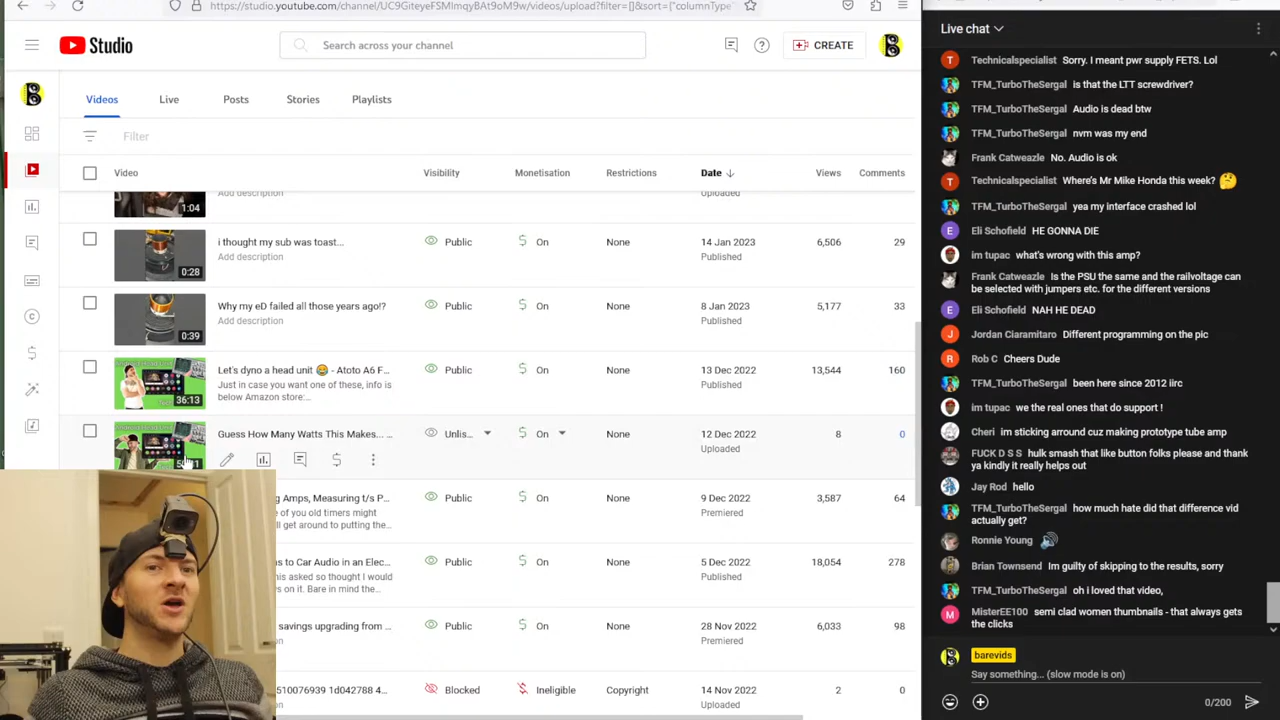 studio.youtube.com/channel/UC9GiteyeFSMImqyBAt9oM9w/videos/upload?filter=[]&sort={"columnType"
Studio
Search across your channel
CREATE
Videos
Live
Posts
Stories
Playlists
Filter
Video
Visibility
Monetisation
Restrictions
Date
Views
Comments
1:04
Add description
Uploaded
i thought my sub was toast...
Add description
0:28
Public
On
None
14 Jan 2023
Published
6,506
29
Why my eD failed all those years ago!?
Add description
0:39
Public
On
None
8 Jan 2023
Published
5,177
33
Let's dyno a head unit 😂 - Atoto A6 F...
Just in case you want one of these, info is
below Amazon store:...
36:13
Public
On
None
13 Dec 2022
Published
13,544
160
Guess How Many Watts This Makes... ...
Unlis...
On
None
12 Dec 2022
Uploaded
8
0
g Amps, Measuring t/s P...
e of you old timers might
ll get around to putting the...
Public
On
None
9 Dec 2022
Premiered
3,587
64
s to Car Audio in an Elec...
his asked so thought I would
s on it. Bare in mind the
Public
On
None
5 Dec 2022
Published
18,054
278
savings upgrading from ...
Public
On
None
28 Nov 2022
Premiered
6,033
98
510076939 1d042788 4...
Blocked
Ineligible
Copyright
14 Nov 2022
Uploaded
2
0
Live chat
Technicalspecialist Sorry. I meant pwr supply FETS. Lol
TFM_TurboTheSergal is that the LTT screwdriver?
TFM_TurboTheSergal Audio is dead btw
TFM_TurboTheSergal nvm was my end
Frank Catweazle No. Audio is ok
Technicalspecialist Where's Mr Mike Honda this week? 🤔
TFM_TurboTheSergal yea my interface crashed lol
Eli Schofield HE GONNA DIE
im tupac what's wrong with this amp?
Frank Catweazle Is the PSU the same and the railvoltage can
be selected with jumpers etc. for the different versions
Eli Schofield NAH HE DEAD
Jordan Ciaramitaro Different programming on the pic
Rob C Cheers Dude
TFM_TurboTheSergal been here since 2012 iirc
im tupac we the real ones that do support !
Cheri im sticking arround cuz making prototype tube amp
FUCK D S S hulk smash that like button folks please and thank
ya kindly it really helps out
Jay Rod hello
TFM_TurboTheSergal how much hate did that difference vid
actually get?
Ronnie Young 🔊
Brian Townsend Im guilty of skipping to the results, sorry
TFM_TurboTheSergal oh i loved that video,
MisterEE100 semi clad women thumbnails - that always gets
the clicks
barevids
Say something... (slow mode is on)
0/200